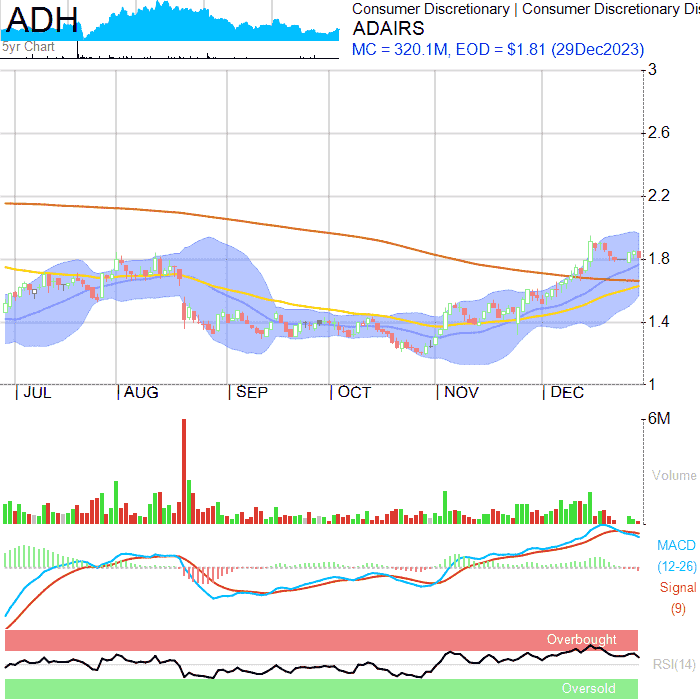 ADH
5yr Chart
Consumer Discretionary | Consumer Discretionary Dis
ADAIRS
MC = 320.1M, EOD = $1.81 (29Dec2023)
3
2.6
2.2
1.8
1.4
1
JUL AUG SEP OCT NOV DEC
6M
Volume
MACD
(12-26)
Signal
(9)
Overbought
RSI(14)
Oversold